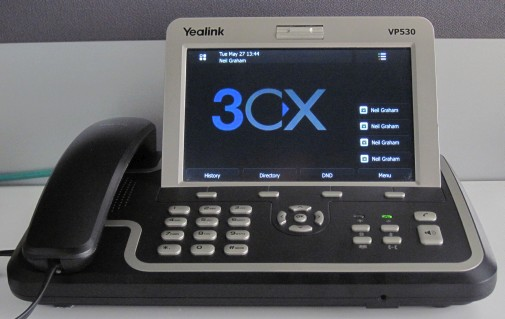 Yealink
VP530
Tue May 27 13:44
Neil Graham
3CX
Neil Graham
Neil Graham
Neil Graham
Neil Graham
History
Directory
DND
Menu